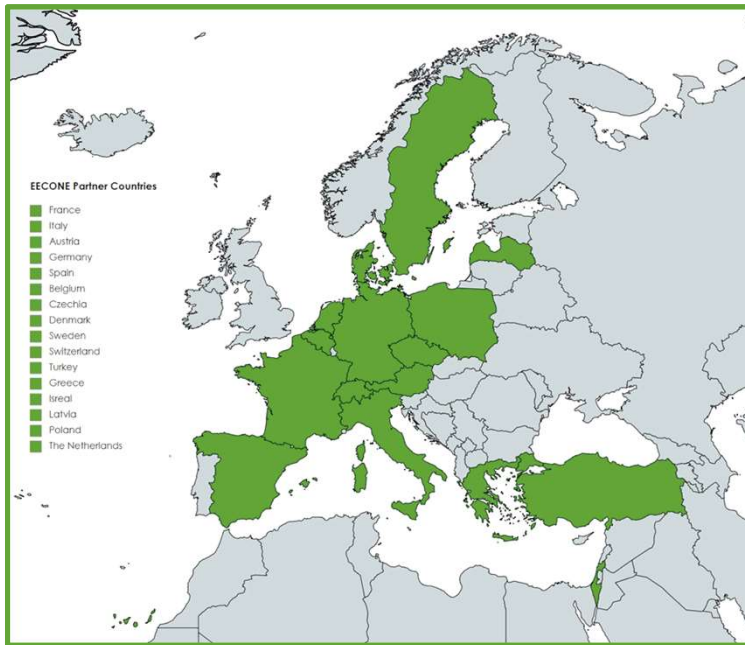 EECONE Partner Countries
France
Italy
Austria
Germany
Spain
Belgium
Czechia
Denmark
Sweden
Switzerland
Turkey
Greece
Isreal
Latvia
Poland
The Netherlands